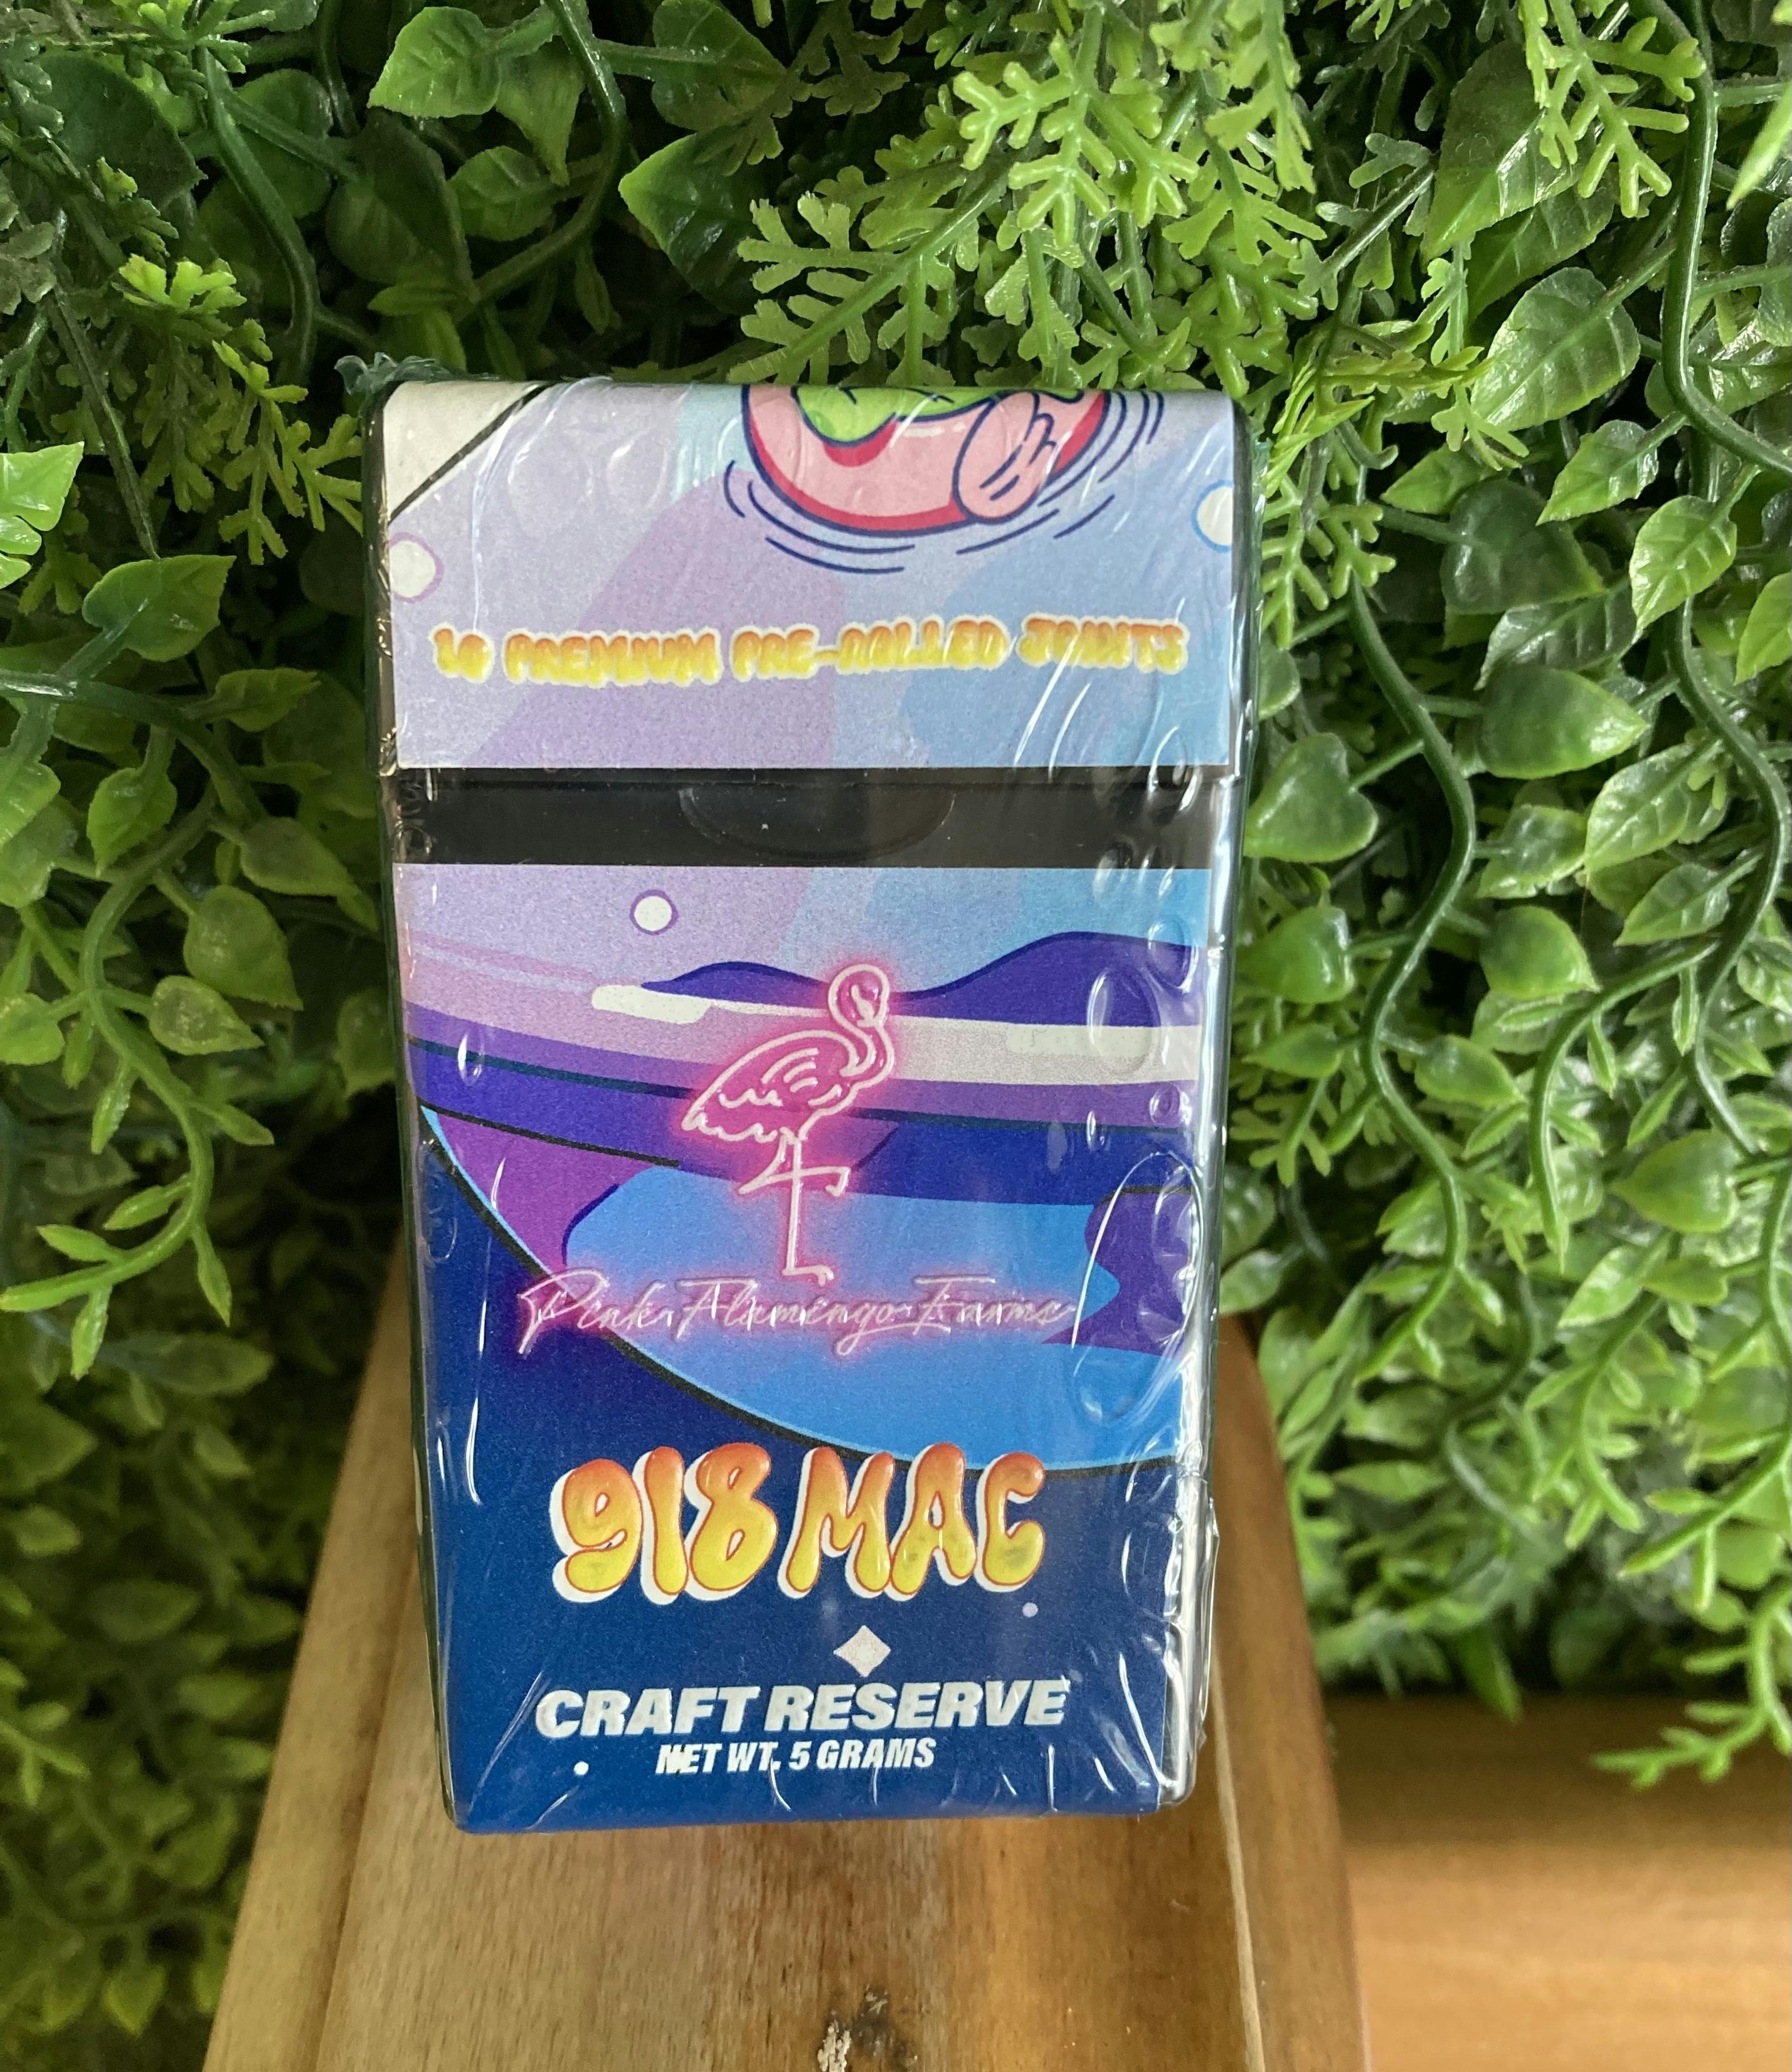 10 PREMIUM PRE-ROLLED JOINTS
Pink Flamingo Farms
918 MAC
CRAFT RESERVE
NET WT. 5 GRAMS